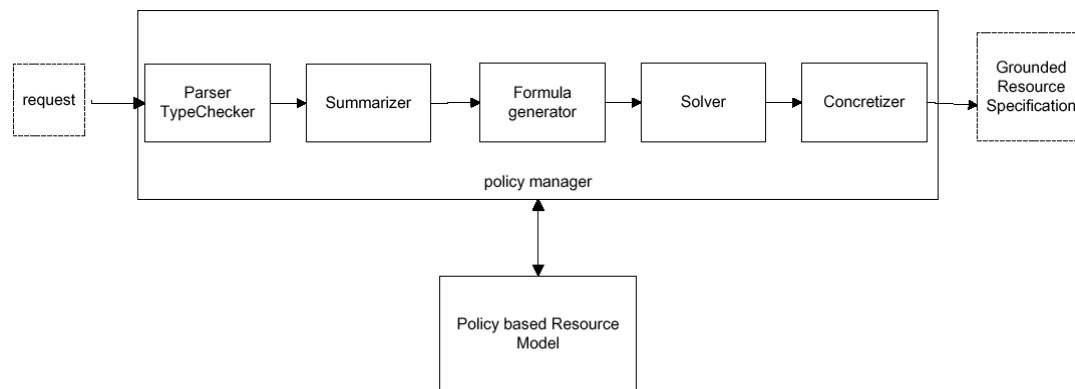 request
Parser
TypeChecker
Summarizer
Formula
generator
Solver
Concretizer
Grounded
Resource
Specification
policy manager
Policy based Resource
Model